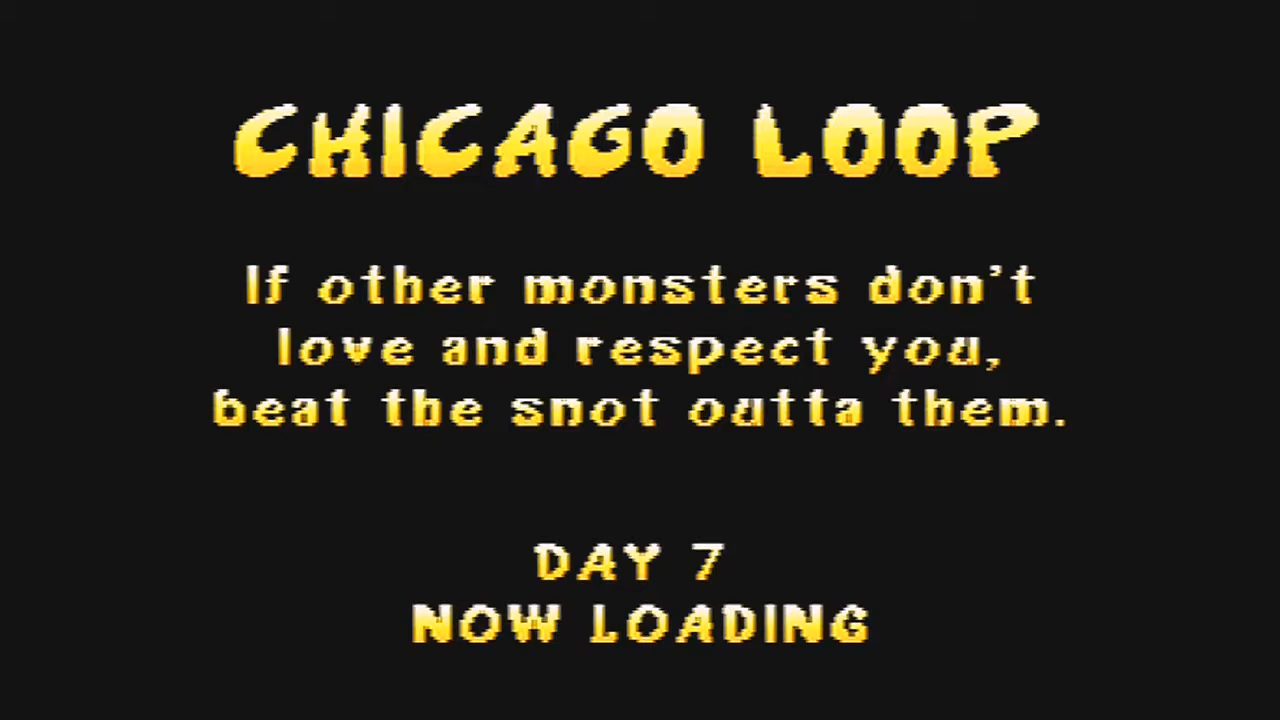 CHICAGO LOOP
If other monsters don't
love and respect you,
beat the snot outta them.
DAY 7
NOW LOADING